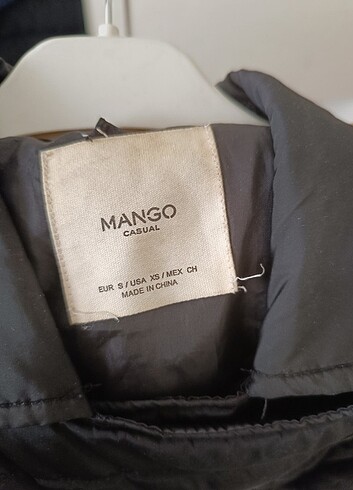 MANGO
CASUAL
EUR S / USA XS / MEX CH
MADE IN CHINA